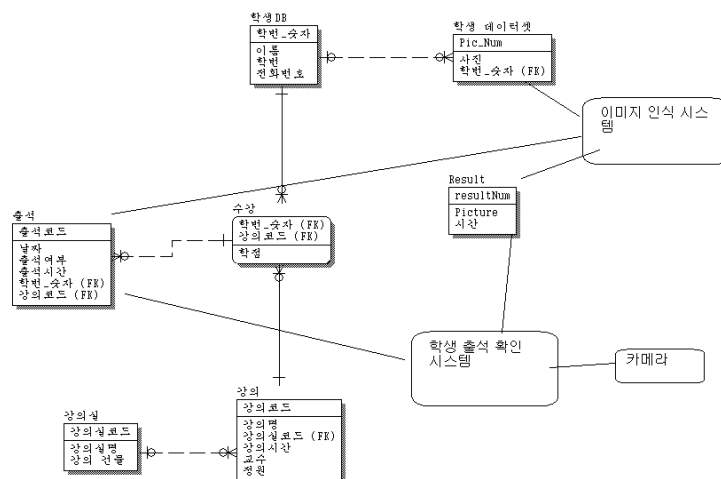 학생DB
학번_숫자
이름
학번
전화번호
학생 데이터셋
Pic_Num
사진
학번_숫자 (FK)
이미지 인식 시스
템
Result
resultNum
Picture
시간
출석
출석코드
날짜
출석여부
출석시간
학번_숫자 (FK)
강의코드 (FK)
수강
학번_숫자 (FK)
강의코드 (FK)
학점
학생 출석 확인
시스템
카메라
강의실
강의실코드
강의실명
강의 건물
강의
강의코드
강의명
강의실코드 (FK)
강의시간
교수
정원